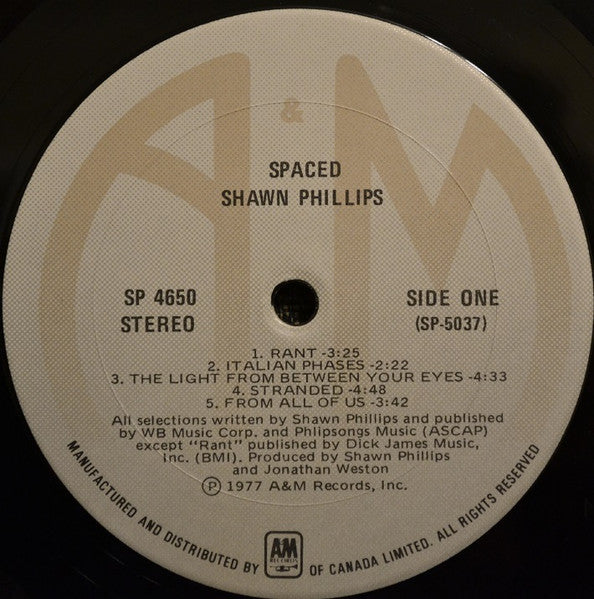 A&M
SPACED
SHAWN PHILLIPS
SP 4650
STEREO
SIDE ONE
(SP-5037)
1. RANT -3:25
2. ITALIAN PHASES -2:22
3. THE LIGHT FROM BETWEEN YOUR EYES -4:33
4. STRANDED -4:48
5. FROM ALL OF US -3:42
All selections written by Shawn Phillips and published
by WB Music Corp. and Phlipsongs Music (ASCAP)
except "Rant" published by Dick James Music,
Inc. (BMI). Produced by Shawn Phillips
and Jonathan Weston
Ⓟ 1977 A&M Records, Inc.
MANUFACTURED AND DISTRIBUTED BY A&M RECORDS OF CANADA LIMITED. ALL RIGHTS RESERVED